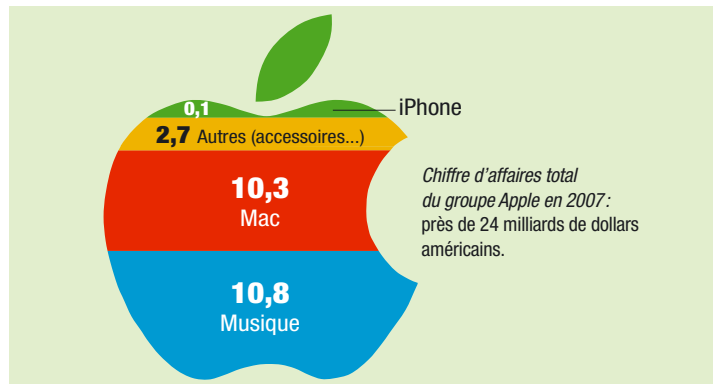 0,1
iPhone
2,7 Autres (accessoires...)
10,3
Mac
Chiffre d'affaires total
du groupe Apple en 2007 :
près de 24 milliards de dollars
américains.
10,8
Musique